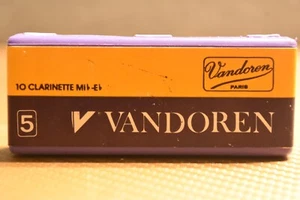 Vandoren
PARIS
10 CLARINETTE MI♭-E♭
5
VANDOREN